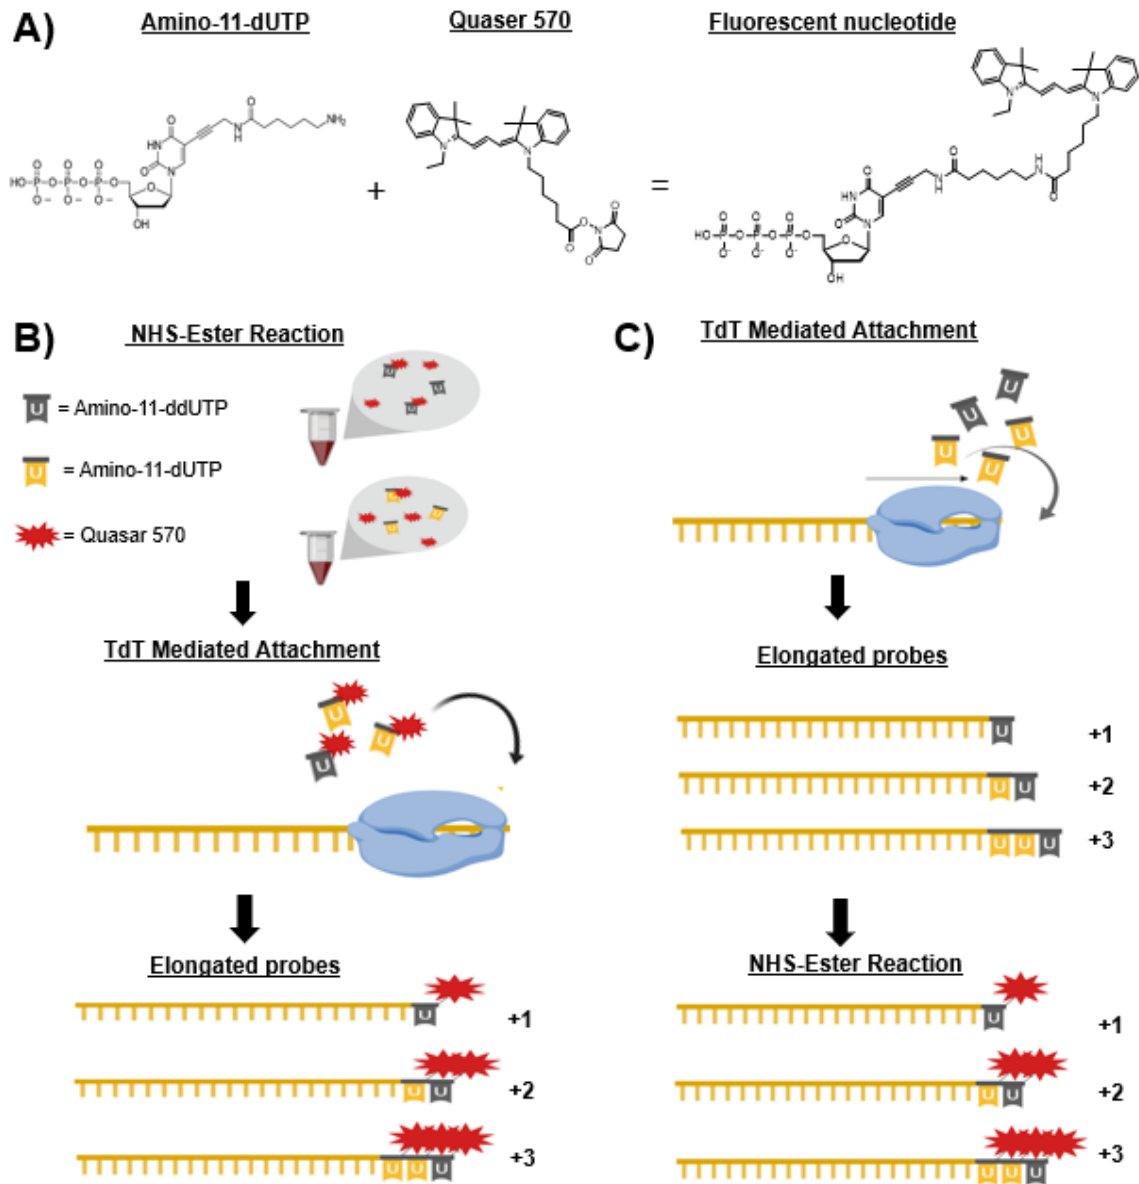 A)
Amino-11-dUTP
Quaser 570
Fluorescent nucleotide
+
=
B)
NHS-Ester Reaction
U = Amino-11-ddUTP
U = Amino-11-dUTP
= Quasar 570
TdT Mediated Attachment
Elongated probes
+1
+2
+3
C)
TdT Mediated Attachment
Elongated probes
+1
+2
+3
NHS-Ester Reaction
+1
+2
+3